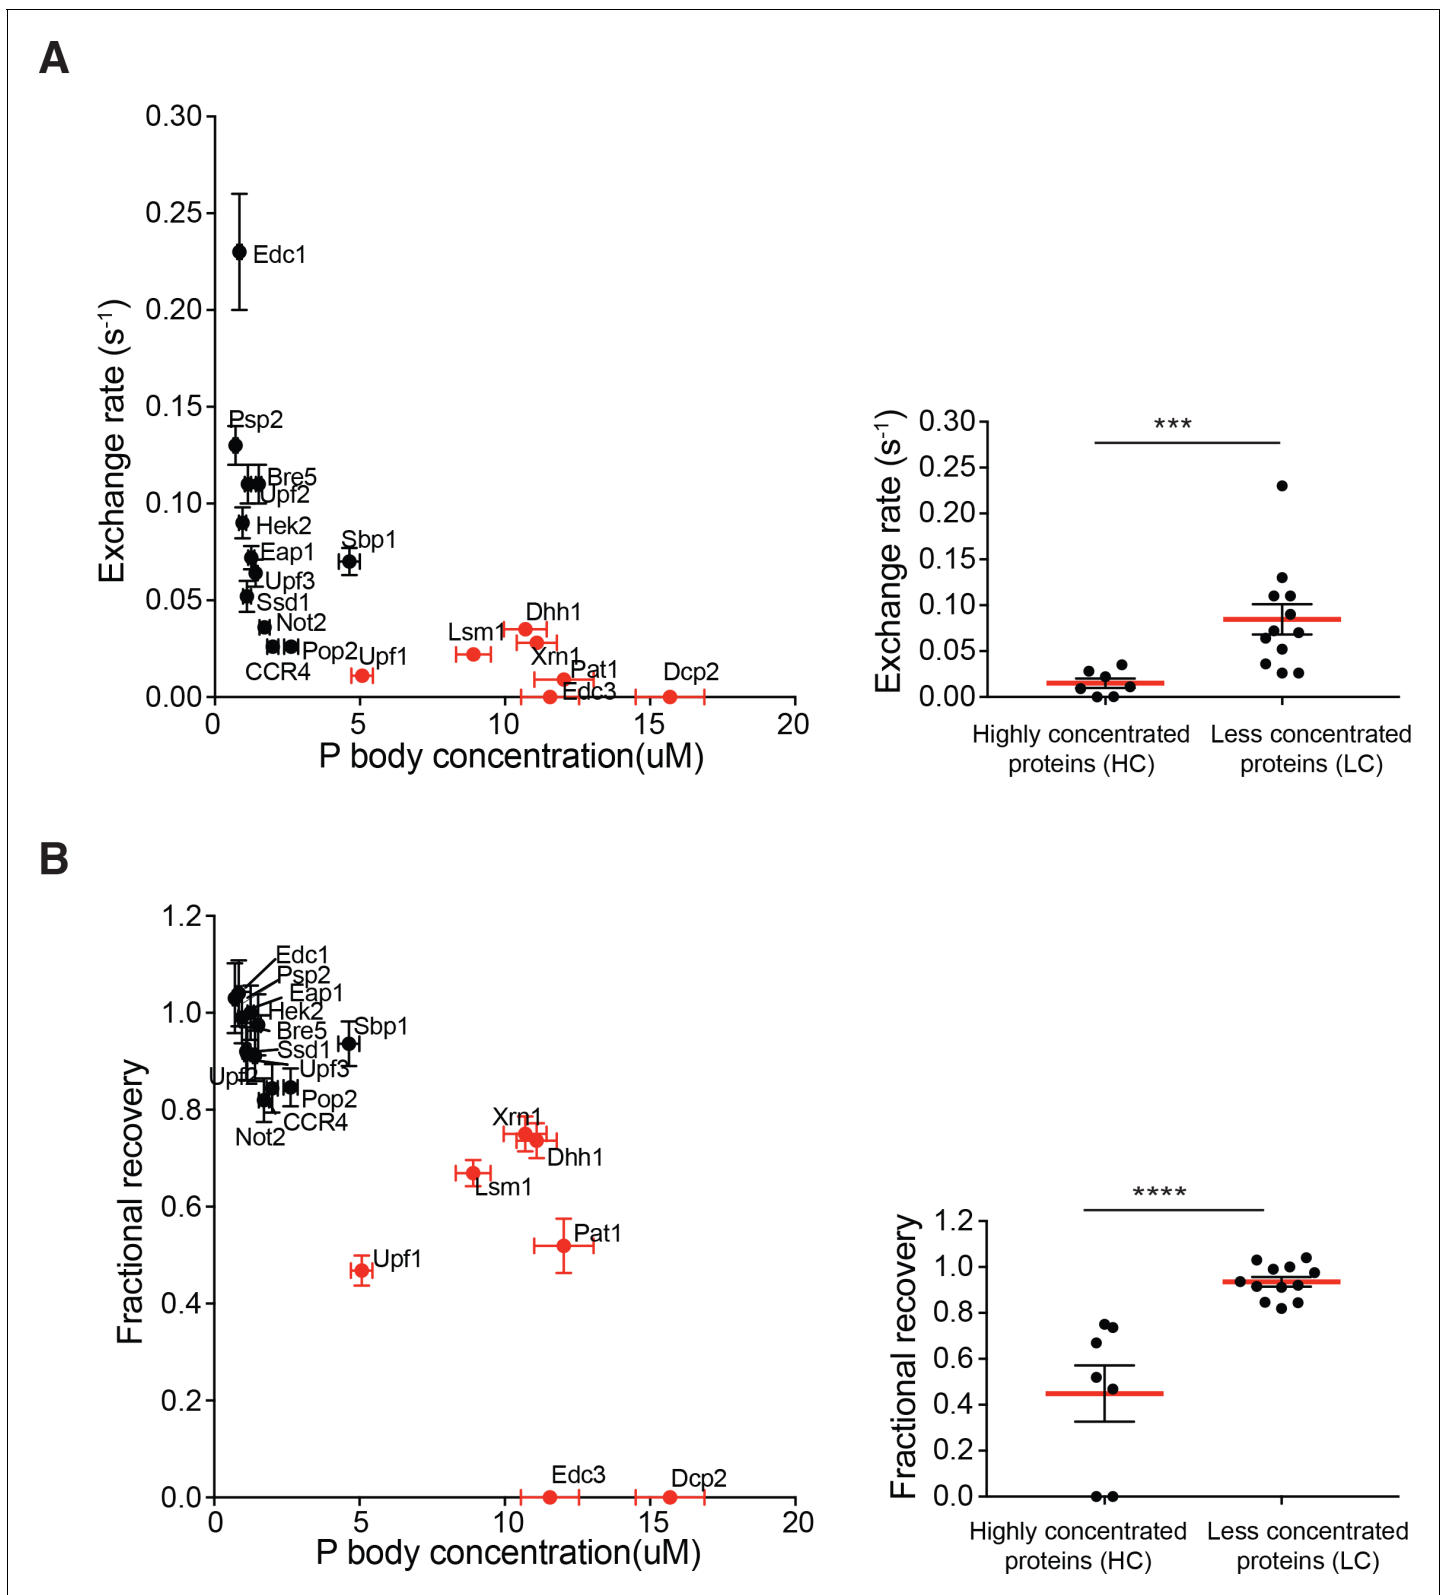 A
0.30
0.25
0.20
0.15
0.10
0.05
0.00
Exchange rate (s-1)
Edc1
Psp2
Bre5
Upf2
Hek2
Eap1
Upf3
Ssd1
Not2
Pop2
CCR4
Sbp1
Upf1
Lsm1
Dhh1
Xrn1
Pat1
Edc3
Dcp2
0 5 10 15 20
P body concentration(uM)
***
0.30
0.25
0.20
0.15
0.10
0.05
0.00
Exchange rate (s-1)
Highly concentrated
proteins (HC)
Less concentrated
proteins (LC)
B
1.2
1.0
0.8
0.6
0.4
0.2
0.0
Fractional recovery
Edc1
Psp2
Eap1
Hek2
Bre5
Ssd1
Upf3
Upf2
Pop2
CCR4
Not2
Sbp1
Xrn1
Dhh1
Lsm1
Pat1
Upf1
Edc3
Dcp2
0 5 10 15 20
P body concentration(uM)
****
1.2
1.0
0.8
0.6
0.4
0.2
0.0
Fractional recovery
Highly concentrated
proteins (HC)
Less concentrated
proteins (LC)